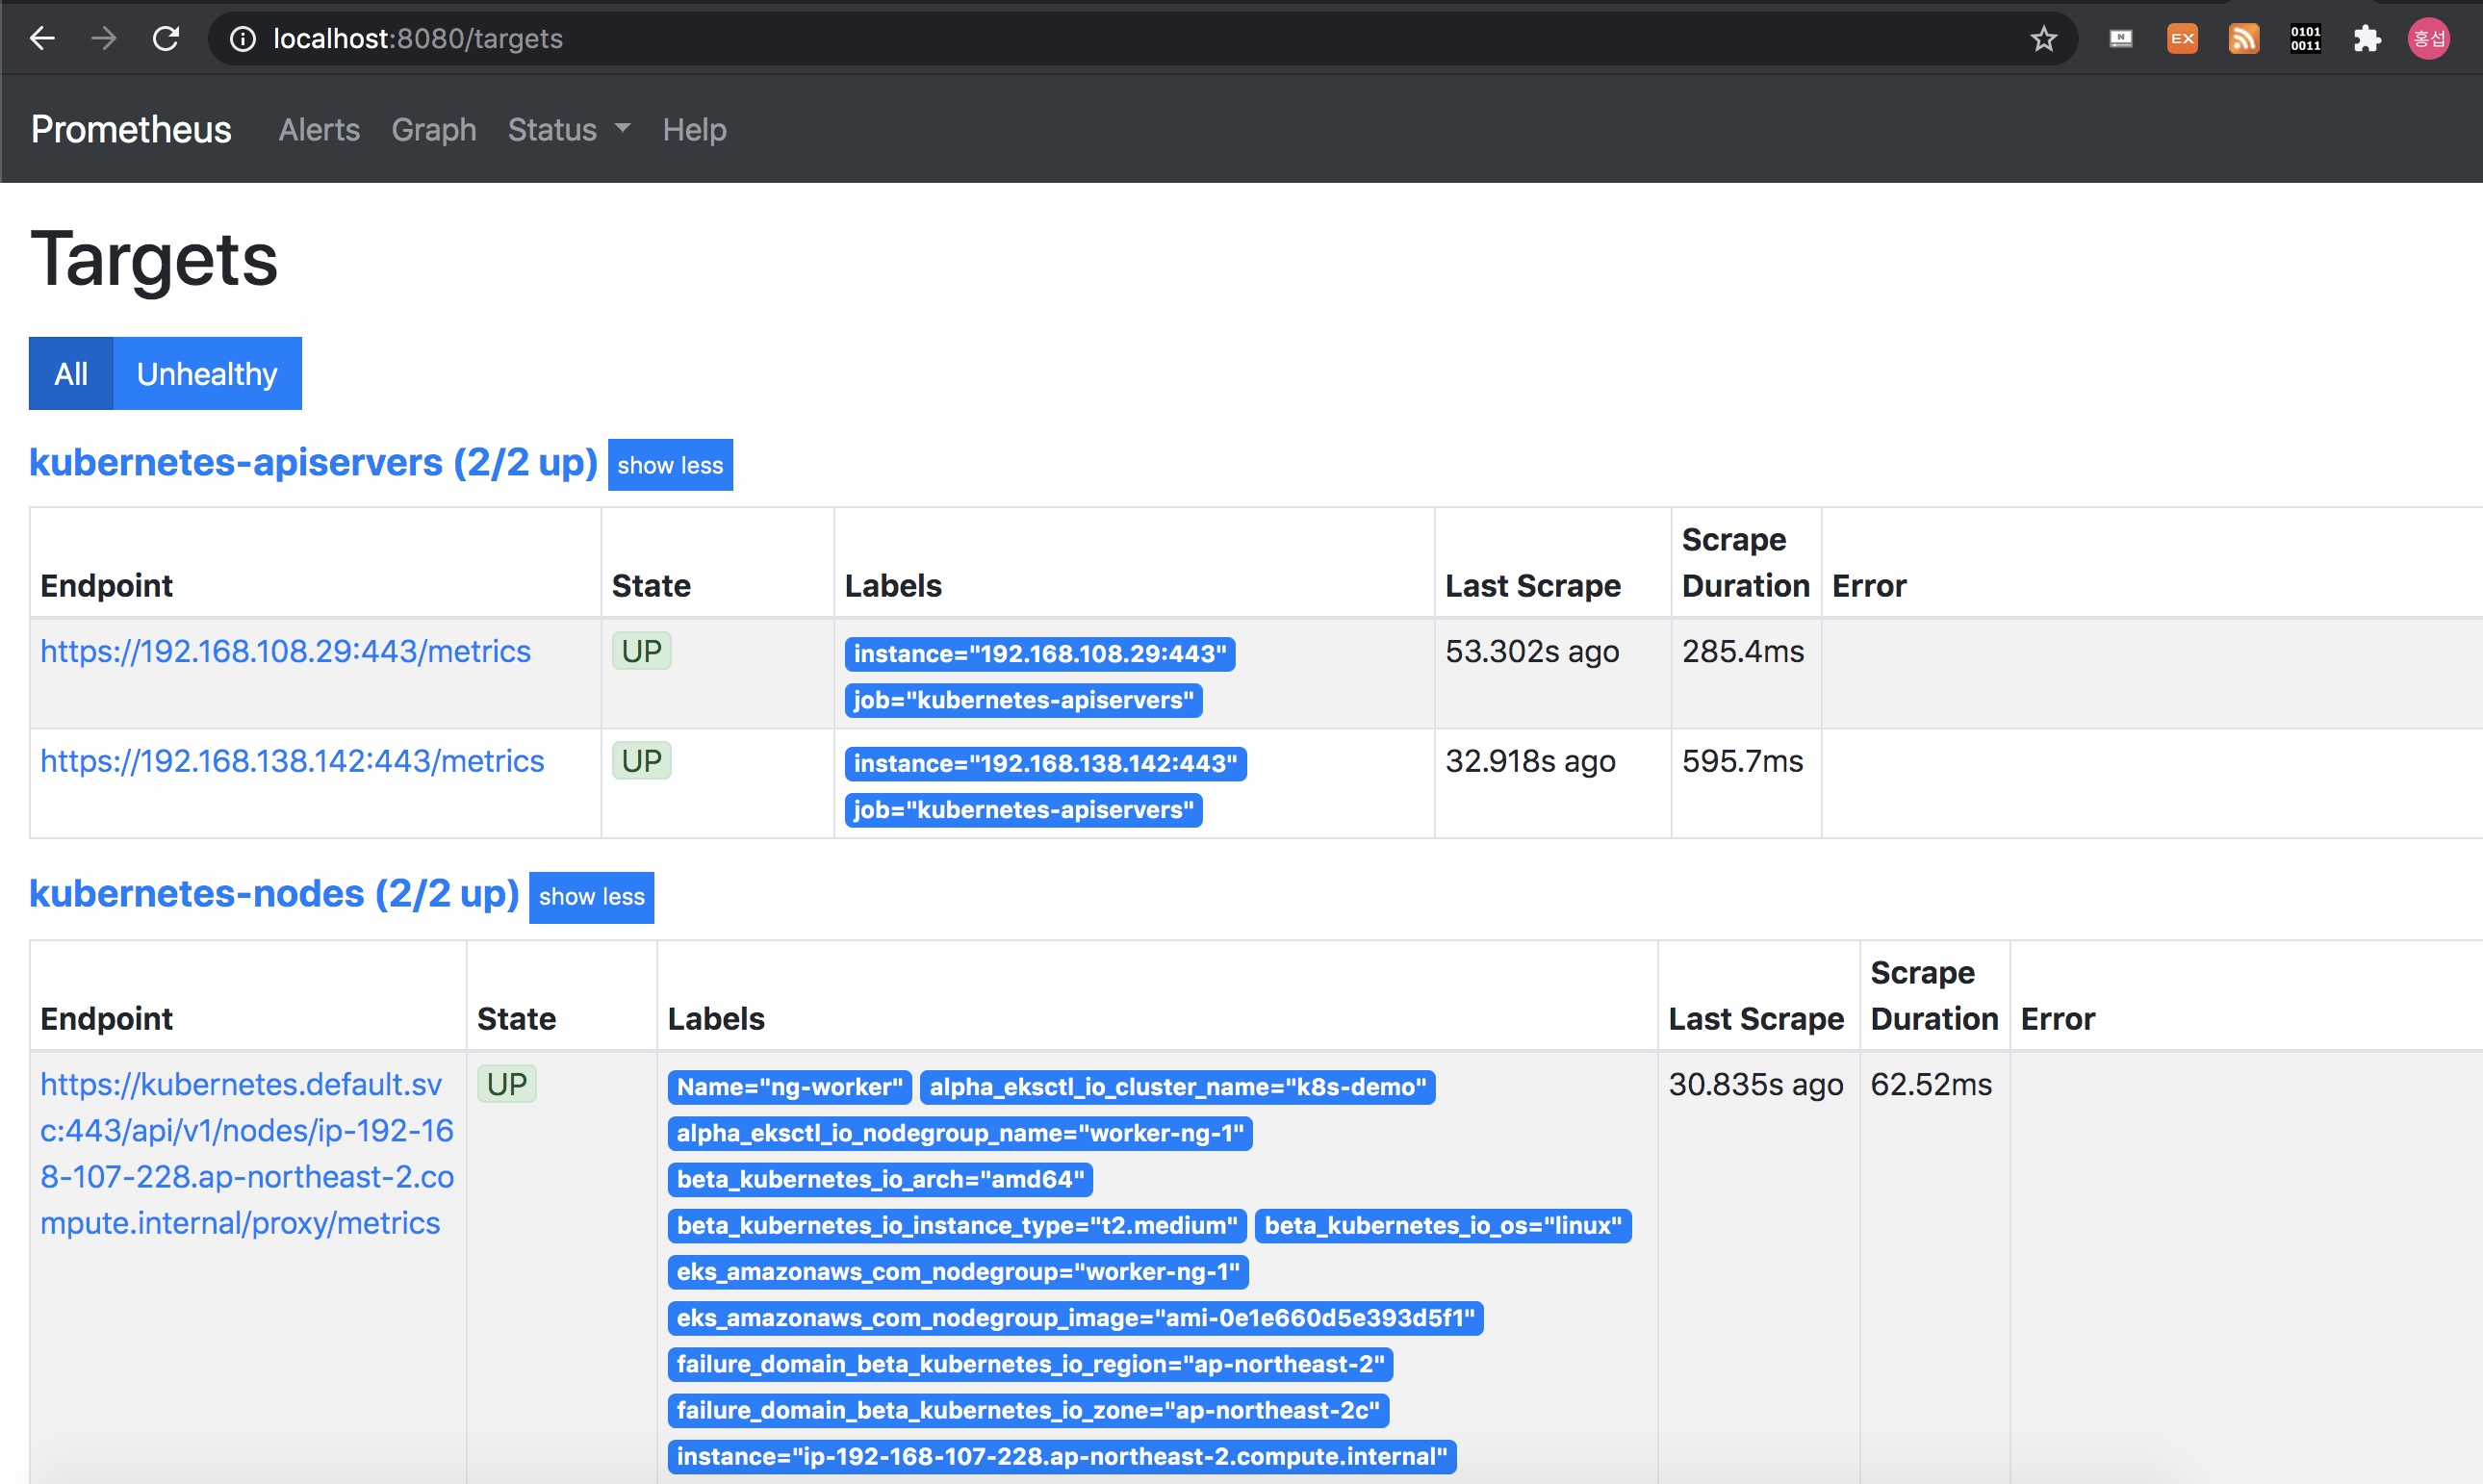 localhost:8080/targets
N
EX
0101
0011
홍섭
Prometheus Alerts Graph Status Help
Targets
All Unhealthy
kubernetes-apiservers (2/2 up) show less
Endpoint State Labels Last Scrape Scrape Duration Error
https://192.168.108.29:443/metrics UP instance="192.168.108.29:443" 53.302s ago 285.4ms
job="kubernetes-apiservers"
https://192.168.138.142:443/metrics UP instance="192.168.138.142:443" 32.918s ago 595.7ms
job="kubernetes-apiservers"
kubernetes-nodes (2/2 up) show less
Endpoint State Labels Last Scrape Scrape Duration Error
https://kubernetes.default.sv UP Name="ng-worker" alpha_eksctl_io_cluster_name="k8s-demo" 30.835s ago 62.52ms
c:443/api/v1/nodes/ip-192-16 alpha_eksctl_io_nodegroup_name="worker-ng-1"
8-107-228.ap-northeast-2.co beta_kubernetes_io_arch="amd64"
mpute.internal/proxy/metrics beta_kubernetes_io_instance_type="t2.medium" beta_kubernetes_io_os="linux"
eks_amazonaws_com_nodegroup="worker-ng-1"
eks_amazonaws_com_nodegroup_image="ami-0e1e660d5e393d5f1"
failure_domain_beta_kubernetes_io_region="ap-northeast-2"
failure_domain_beta_kubernetes_io_zone="ap-northeast-2c"
instance="ip-192-168-107-228.ap-northeast-2.compute.internal"